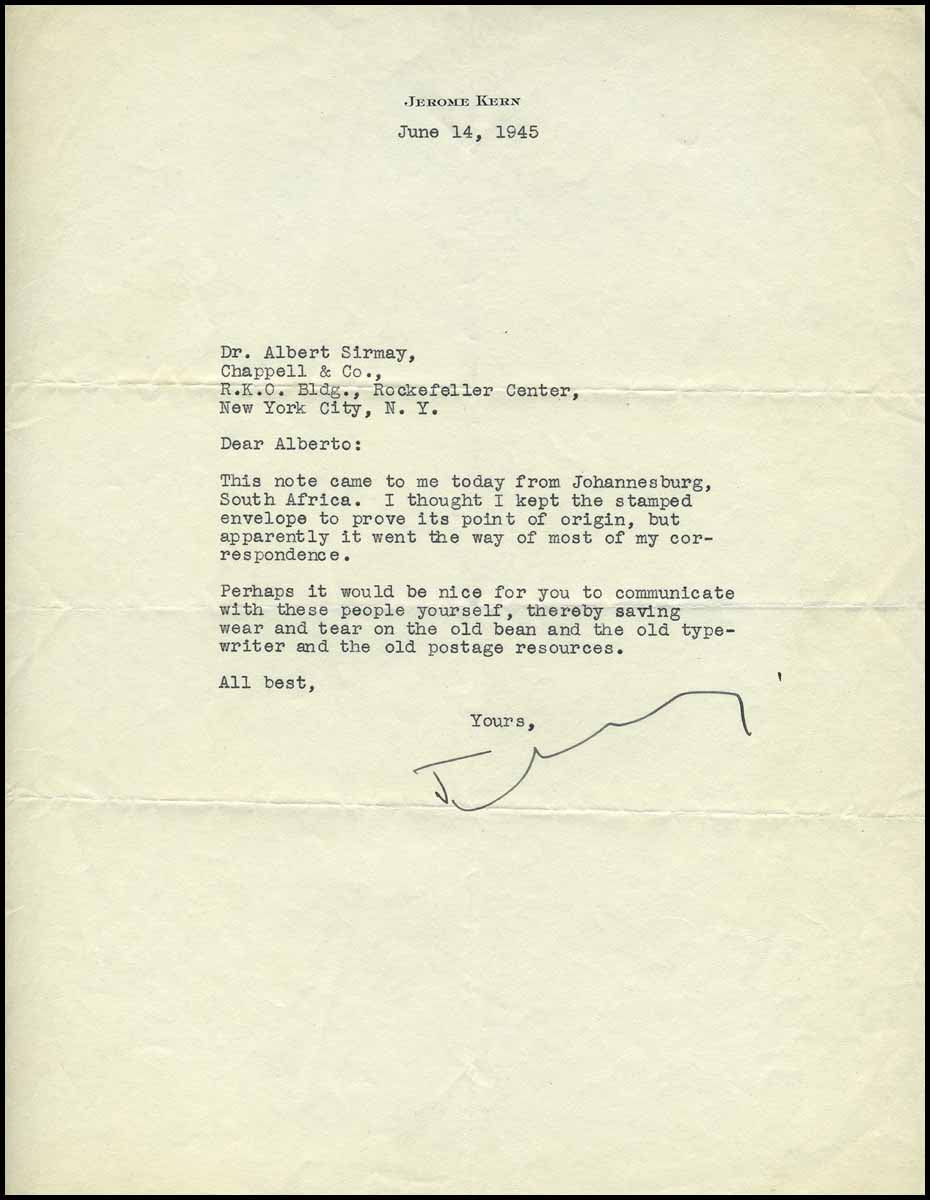 JEROME KERN
June 14, 1945
Dr. Albert Sirmay,
Chappell & Co.,
R.K.O. Bldg., Rockefeller Center,
New York City, N. Y.
Dear Alberto:
This note came to me today from Johannesburg,
South Africa.  I thought I kept the stamped
envelope to prove its point of origin, but
apparently it went the way of most of my cor-
respondence.
Perhaps it would be nice for you to communicate
with these people yourself, thereby saving
wear and tear on the old bean and the old type-
writer and the old postage resources.
All best,
Yours,